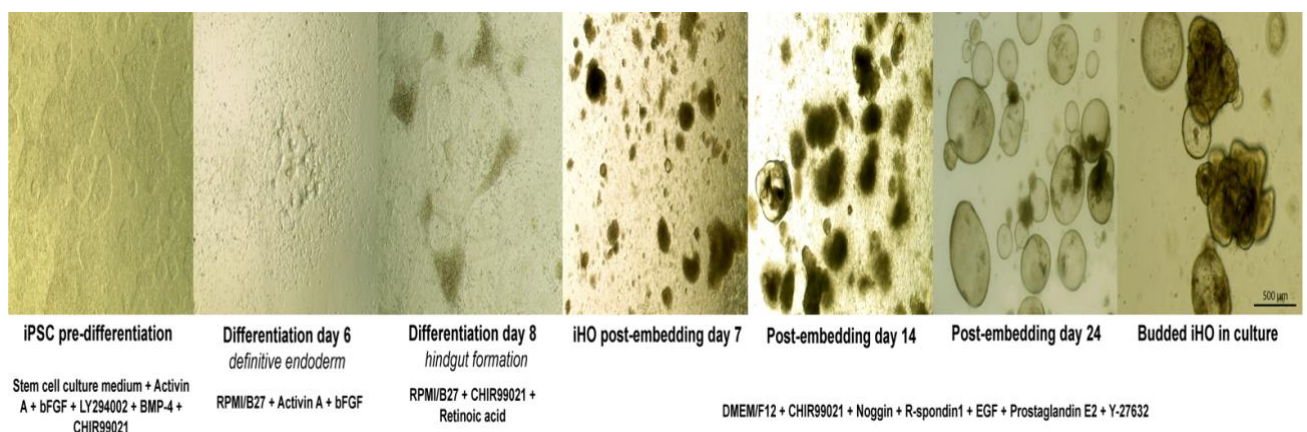 500 µm
iPSC pre-differentiation
Stem cell culture medium + Activin
A + bFGF + LY294002 + BMP-4 +
CHIR99021
Differentiation day 6
definitive endoderm
RPMI/B27 + Activin A + bFGF
Differentiation day 8
hindgut formation
RPMI/B27 + CHIR99021 +
Retinoic acid
iHO post-embedding day 7
Post-embedding day 14
Post-embedding day 24
Budded iHO in culture
DMEM/F12 + CHIR99021 + Noggin + R-spondin1 + EGF + Prostaglandin E2 + Y-27632